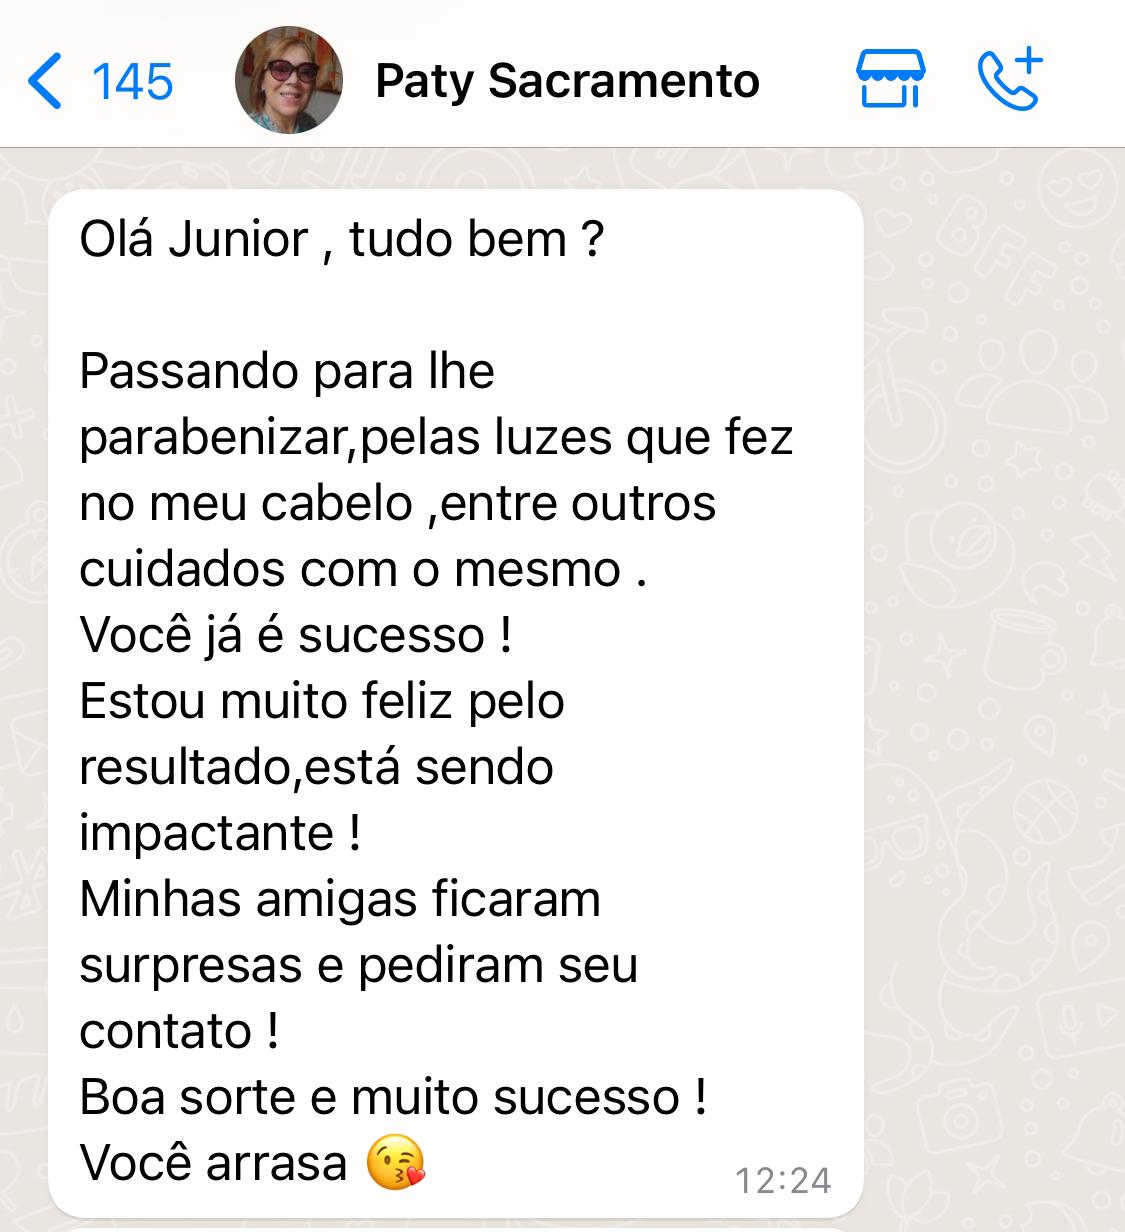 145 Paty Sacramento
Olá Junior , tudo bem ?
Passando para lhe
parabenizar,pelas luzes que fez
no meu cabelo ,entre outros
cuidados com o mesmo .
Você já é sucesso !
Estou muito feliz pelo
resultado,está sendo
impactante !
Minhas amigas ficaram
surpresas e pediram seu
contato !
Boa sorte e muito sucesso !
Você arrasa 😘
12:24